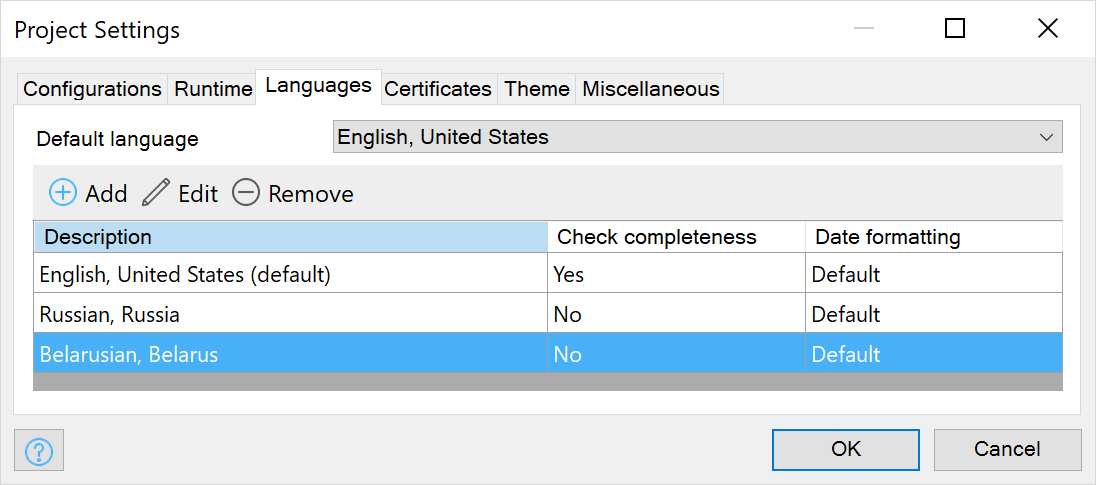 Project Settings
Configurations Runtime Languages Certificates Theme Miscellaneous
Default language English, United States
Add Edit Remove
Description Check completeness Date formatting
English, United States (default) Yes Default
Russian, Russia No Default
Belarusian, Belarus No Default
? OK Cancel